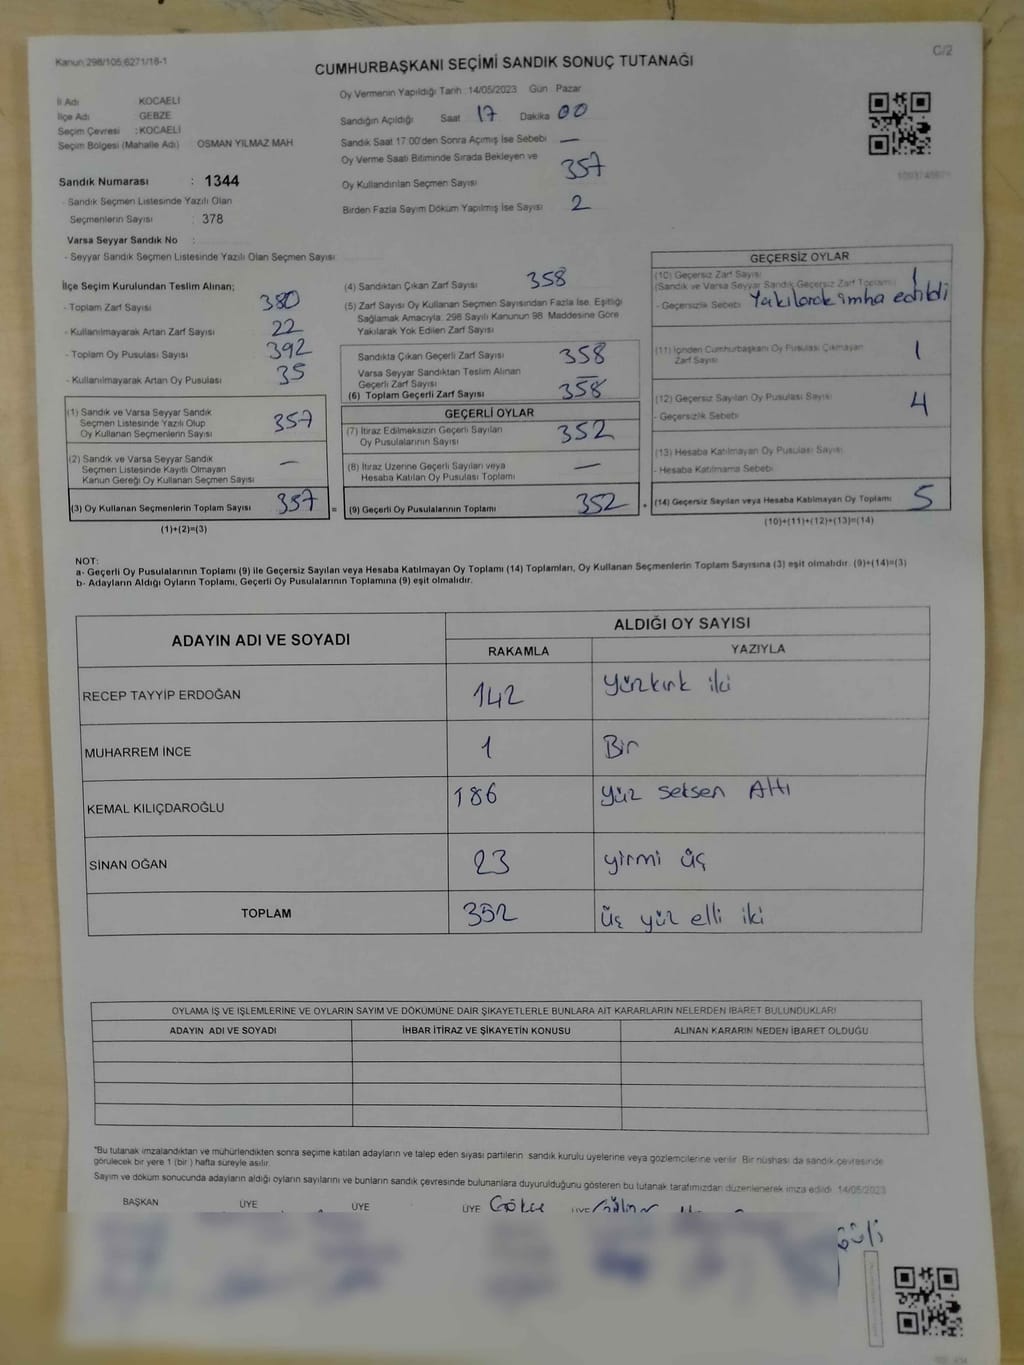 Kanun 298/105;6271/18-1
C/2
CUMHURBAŞKANI SEÇİMİ SANDIK SONUÇ TUTANAĞI
İl Adı KOCAELİ
İlçe Adı GEBZE
Seçim Çevresi : KOCAELİ
Seçim Bölgesi (Mahalle Adı) OSMAN YILMAZ MAH
Sandık Numarası : 1344
- Sandık Seçmen Listesinde Yazılı Olan
Seçmenlerin Sayısı : 378
Varsa Seyyar Sandık No :
- Seyyar Sandık Seçmen Listesinde Yazılı Olan Seçmen Sayısı
Oy Vermenin Yapıldığı Tarih : 14/05/2023 Gün Pazar
Sandığın Açıldığı Saat 17 Dakika 00
Sandık Saat 17:00'den Sonra Açımış İse Sebebi —
Oy Verme Saati Bitiminde Sırada Bekleyen ve
Oy Kullandırılan Seçmen Sayısı 357
Birden Fazla Sayım Döküm Yapılmış İse Sayısı 2
İlçe Seçim Kurulundan Teslim Alınan;
- Toplam Zarf Sayısı 380
- Kullanılmayarak Artan Zarf Sayısı 22
- Toplam Oy Pusulası Sayısı 392
- Kullanılmayarak Artan Oy Pusulası 35
(1) Sandık ve Varsa Seyyar Sandık
Seçmen Listesinde Yazılı Olup
Oy Kullanan Seçmenlerin Sayısı 357
(2) Sandık ve Varsa Seyyar Sandık
Seçmen Listesinde Kayıtlı Olmayan
Kanun Gereği Oy Kullanan Seçmen Sayısı —
(3) Oy Kullanan Seçmenlerin Toplam Sayısı 357
(1)+(2)=(3)
(4) Sandıktan Çıkan Zarf Sayısı 358
(5) Zarf Sayısı Oy Kullanan Seçmen Sayısından Fazla İse, Eşitliği
Sağlamak Amacıyla, 298 Sayılı Kanunun 98. Maddesine Göre
Yakılarak Yok Edilen Zarf Sayısı
Sandıkta Çıkan Geçerli Zarf Sayısı 358
Varsa Seyyar Sandıktan Teslim Alınan
Geçerli Zarf Sayısı —
(6) Toplam Geçerli Zarf Sayısı 358
GEÇERLİ OYLAR
(7) İtiraz Edilmeksizin Geçerli Sayılan
Oy Pusulalarının Sayısı 352
(8) İtiraz Üzerine Geçerli Sayılan veya
Hesaba Katılan Oy Pusulası Toplamı —
(9) Geçerli Oy Pusulalarının Toplamı 352
GEÇERSİZ OYLAR
(10) Geçersiz Zarf Sayısı
(Sandık ve Varsa Seyyar Sandık Geçersiz Zarf Toplamı) 1
- Geçersizlik Sebebi Yakılarak imha edildi
(11) İçinden Cumhurbaşkanı Oy Pusulası Çıkmayan
Zarf Sayısı 1
(12) Geçersiz Sayılan Oy Pusulası Sayısı 4
- Geçersizlik Sebebi
(13) Hesaba Katılmayan Oy Pusulası Sayısı
- Hesaba Katılmama Sebebi
(14) Geçersiz Sayılan veya Hesaba Katılmayan Oy Toplamı 5
(10)+(11)+(12)+(13)=(14)
NOT:
a- Geçerli Oy Pusulalarının Toplamı (9) ile Geçersiz Sayılan veya Hesaba Katılmayan Oy Toplamı (14) Toplamları, Oy Kullanan Seçmenlerin Toplam Sayısına (3) eşit olmalıdır. (9)+(14)=(3)
b- Adayların Aldığı Oyların Toplamı, Geçerli Oy Pusulalarının Toplamına (9) eşit olmalıdır.
ADAYIN ADI VE SOYADI
ALDIĞI OY SAYISI
RAKAMLA YAZIYLA
RECEP TAYYİP ERDOĞAN 142 yüzkırk iki
MUHARREM İNCE 1 Bir
KEMAL KILIÇDAROĞLU 186 yüz seksen Altı
SİNAN OĞAN 23 yirmi üç
TOPLAM 352 üç yüz elli iki
OYLAMA İŞ VE İŞLEMLERİNE VE OYLARIN SAYIM VE DÖKÜMÜNE DAİR ŞİKAYETLERLE BUNLARA AİT KARARLARIN NELERDEN İBARET BULUNDUKLARI
ADAYIN ADI VE SOYADI İHBAR İTİRAZ VE ŞİKAYETİN KONUSU ALINAN KARARIN NEDEN İBARET OLDUĞU
*Bu tutanak imzalandıktan ve mühürlendikten sonra seçime katılan adayların ve talep eden siyasi partilerin sandık kurulu üyelerine veya gözlemcilerine verilir. Bir nüshası da sandık çevresinde
görülecek bir yere 1 (bir) hafta süreyle asılır.
Sayım ve döküm sonucunda adayların aldığı oyların sayılarını ve bunların sandık çevresinde bulunanlara duyurulduğunu gösteren bu tutanak tarafımızdan düzenlenerek imza edildi. 14/05/2023
BAŞKAN ÜYE ÜYE ÜYE Gökçe ÜYE